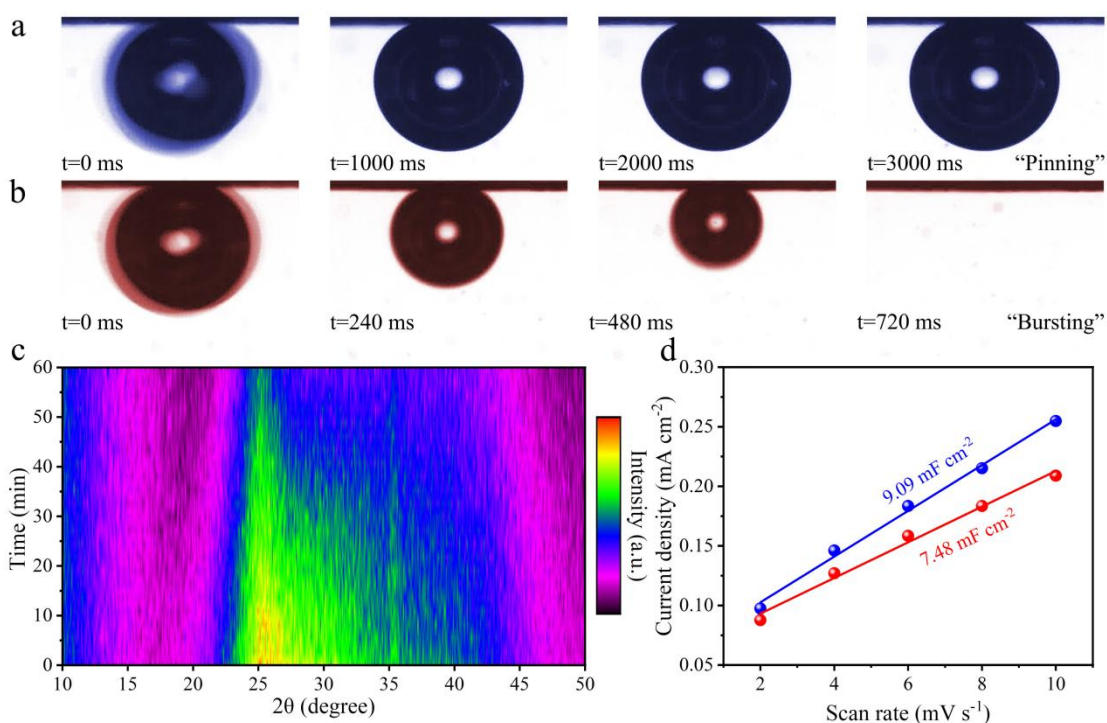 a
t=0 ms
t=1000 ms
t=2000 ms
t=3000 ms
“Pinning”
b
t=0 ms
t=240 ms
t=480 ms
t=720 ms
“Bursting”
c
60
50
40
30
20
10
0
Time (min)
10
15
20
25
30
35
40
45
50
2θ (degree)
Intensity (a.u.)
d
0.30
0.25
0.20
0.15
0.10
0.05
Current density (mA cm⁻²)
9.09 mF cm⁻²
7.48 mF cm⁻²
2
4
6
8
10
Scan rate (mV s⁻¹)